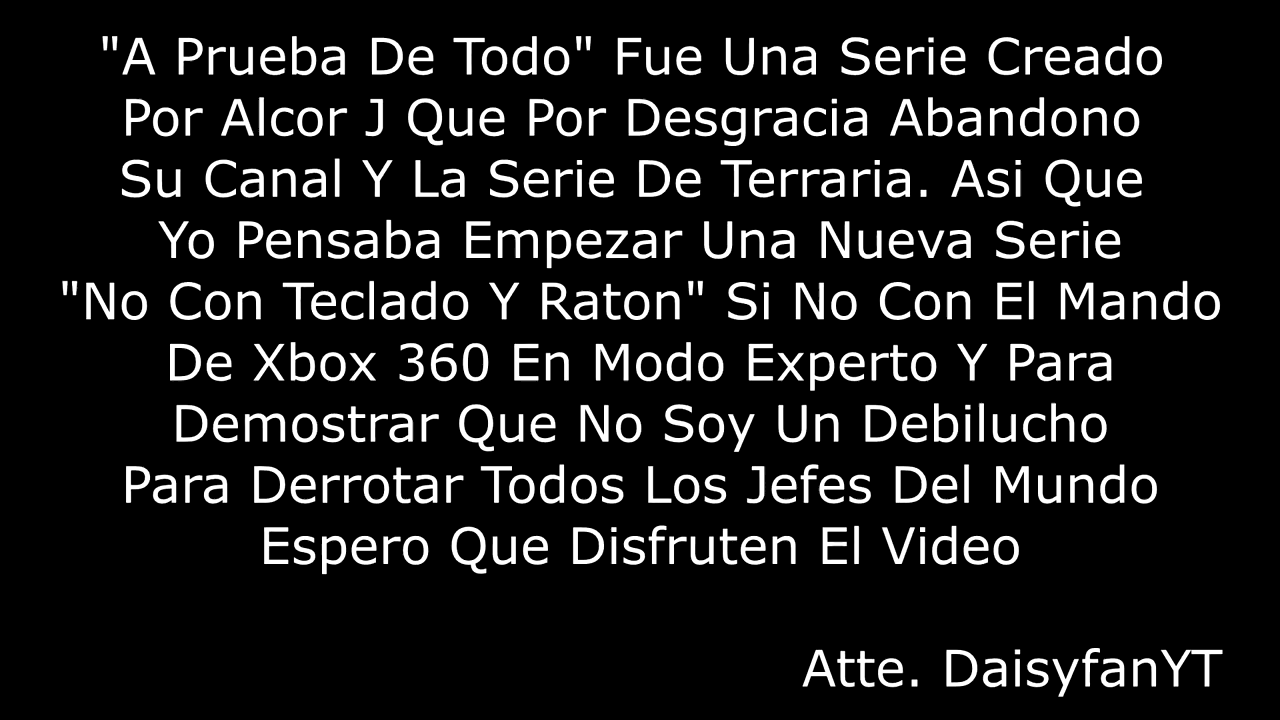 "A Prueba De Todo" Fue Una Serie Creado
Por Alcor J Que Por Desgracia Abandono
Su Canal Y La Serie De Terraria. Asi Que
Yo Pensaba Empezar Una Nueva Serie
"No Con Teclado Y Raton" Si No Con El Mando
De Xbox 360 En Modo Experto Y Para
Demostrar Que No Soy Un Debilucho
Para Derrotar Todos Los Jefes Del Mundo
Espero Que Disfruten El Video
Atte. DaisyfanYT